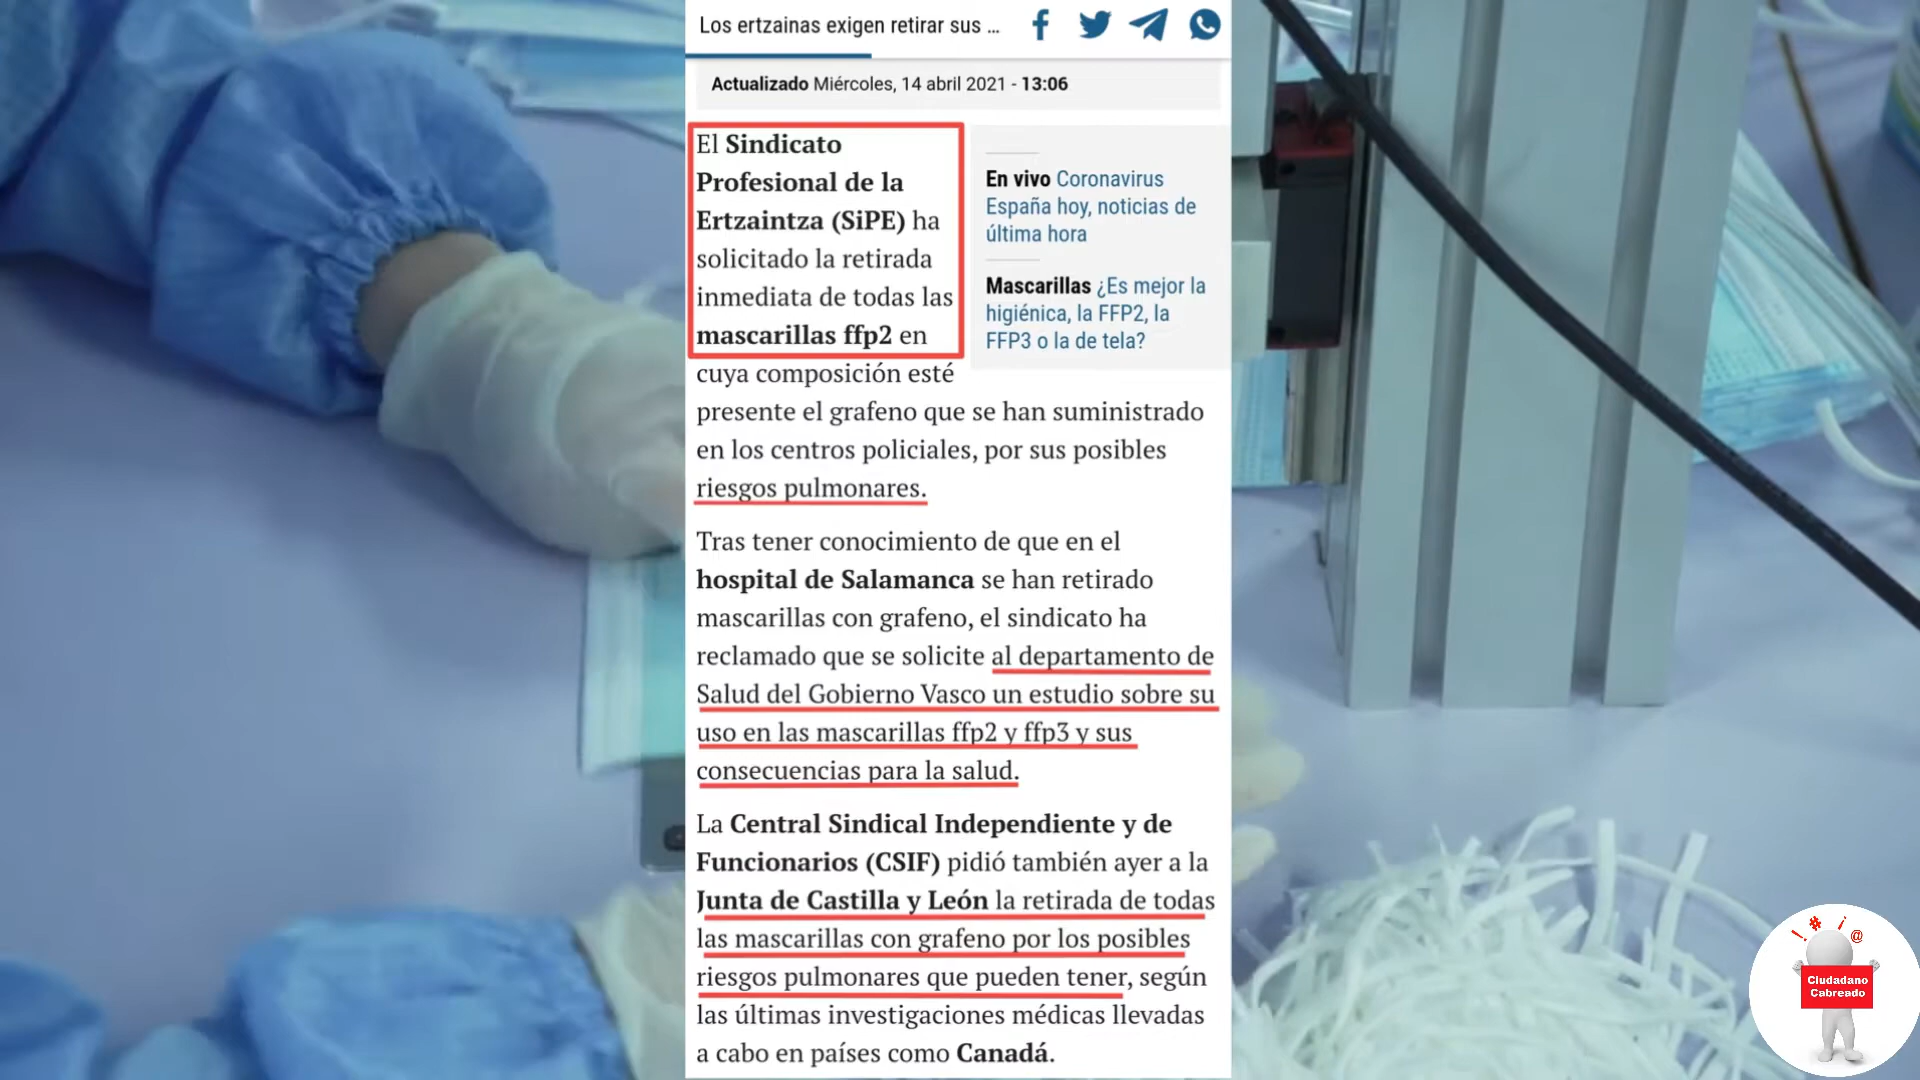 Los ertzainas exigen retirar sus ...
Actualizado Miércoles, 14 abril 2021 - 13:06
El Sindicato
Profesional de la
Ertzaintza (SiPE) ha
solicitado la retirada
inmediata de todas las
mascarillas ffp2 en
cuya composición esté
presente el grafeno que se han suministrado
en los centros policiales, por sus posibles
riesgos pulmonares.
En vivo Coronavirus
España hoy, noticias de
última hora
Mascarillas ¿Es mejor la
higiénica, la FFP2, la
FFP3 o la de tela?
Tras tener conocimiento de que en el
hospital de Salamanca se han retirado
mascarillas con grafeno, el sindicato ha
reclamado que se solicite al departamento de
Salud del Gobierno Vasco un estudio sobre su
uso en las mascarillas ffp2 y ffp3 y sus
consecuencias para la salud.
La Central Sindical Independiente y de
Funcionarios (CSIF) pidió también ayer a la
Junta de Castilla y León la retirada de todas
las mascarillas con grafeno por los posibles
riesgos pulmonares que pueden tener, según
las últimas investigaciones médicas llevadas
a cabo en países como Canadá.
! # ¡ @
Ciudadano
Cabreado